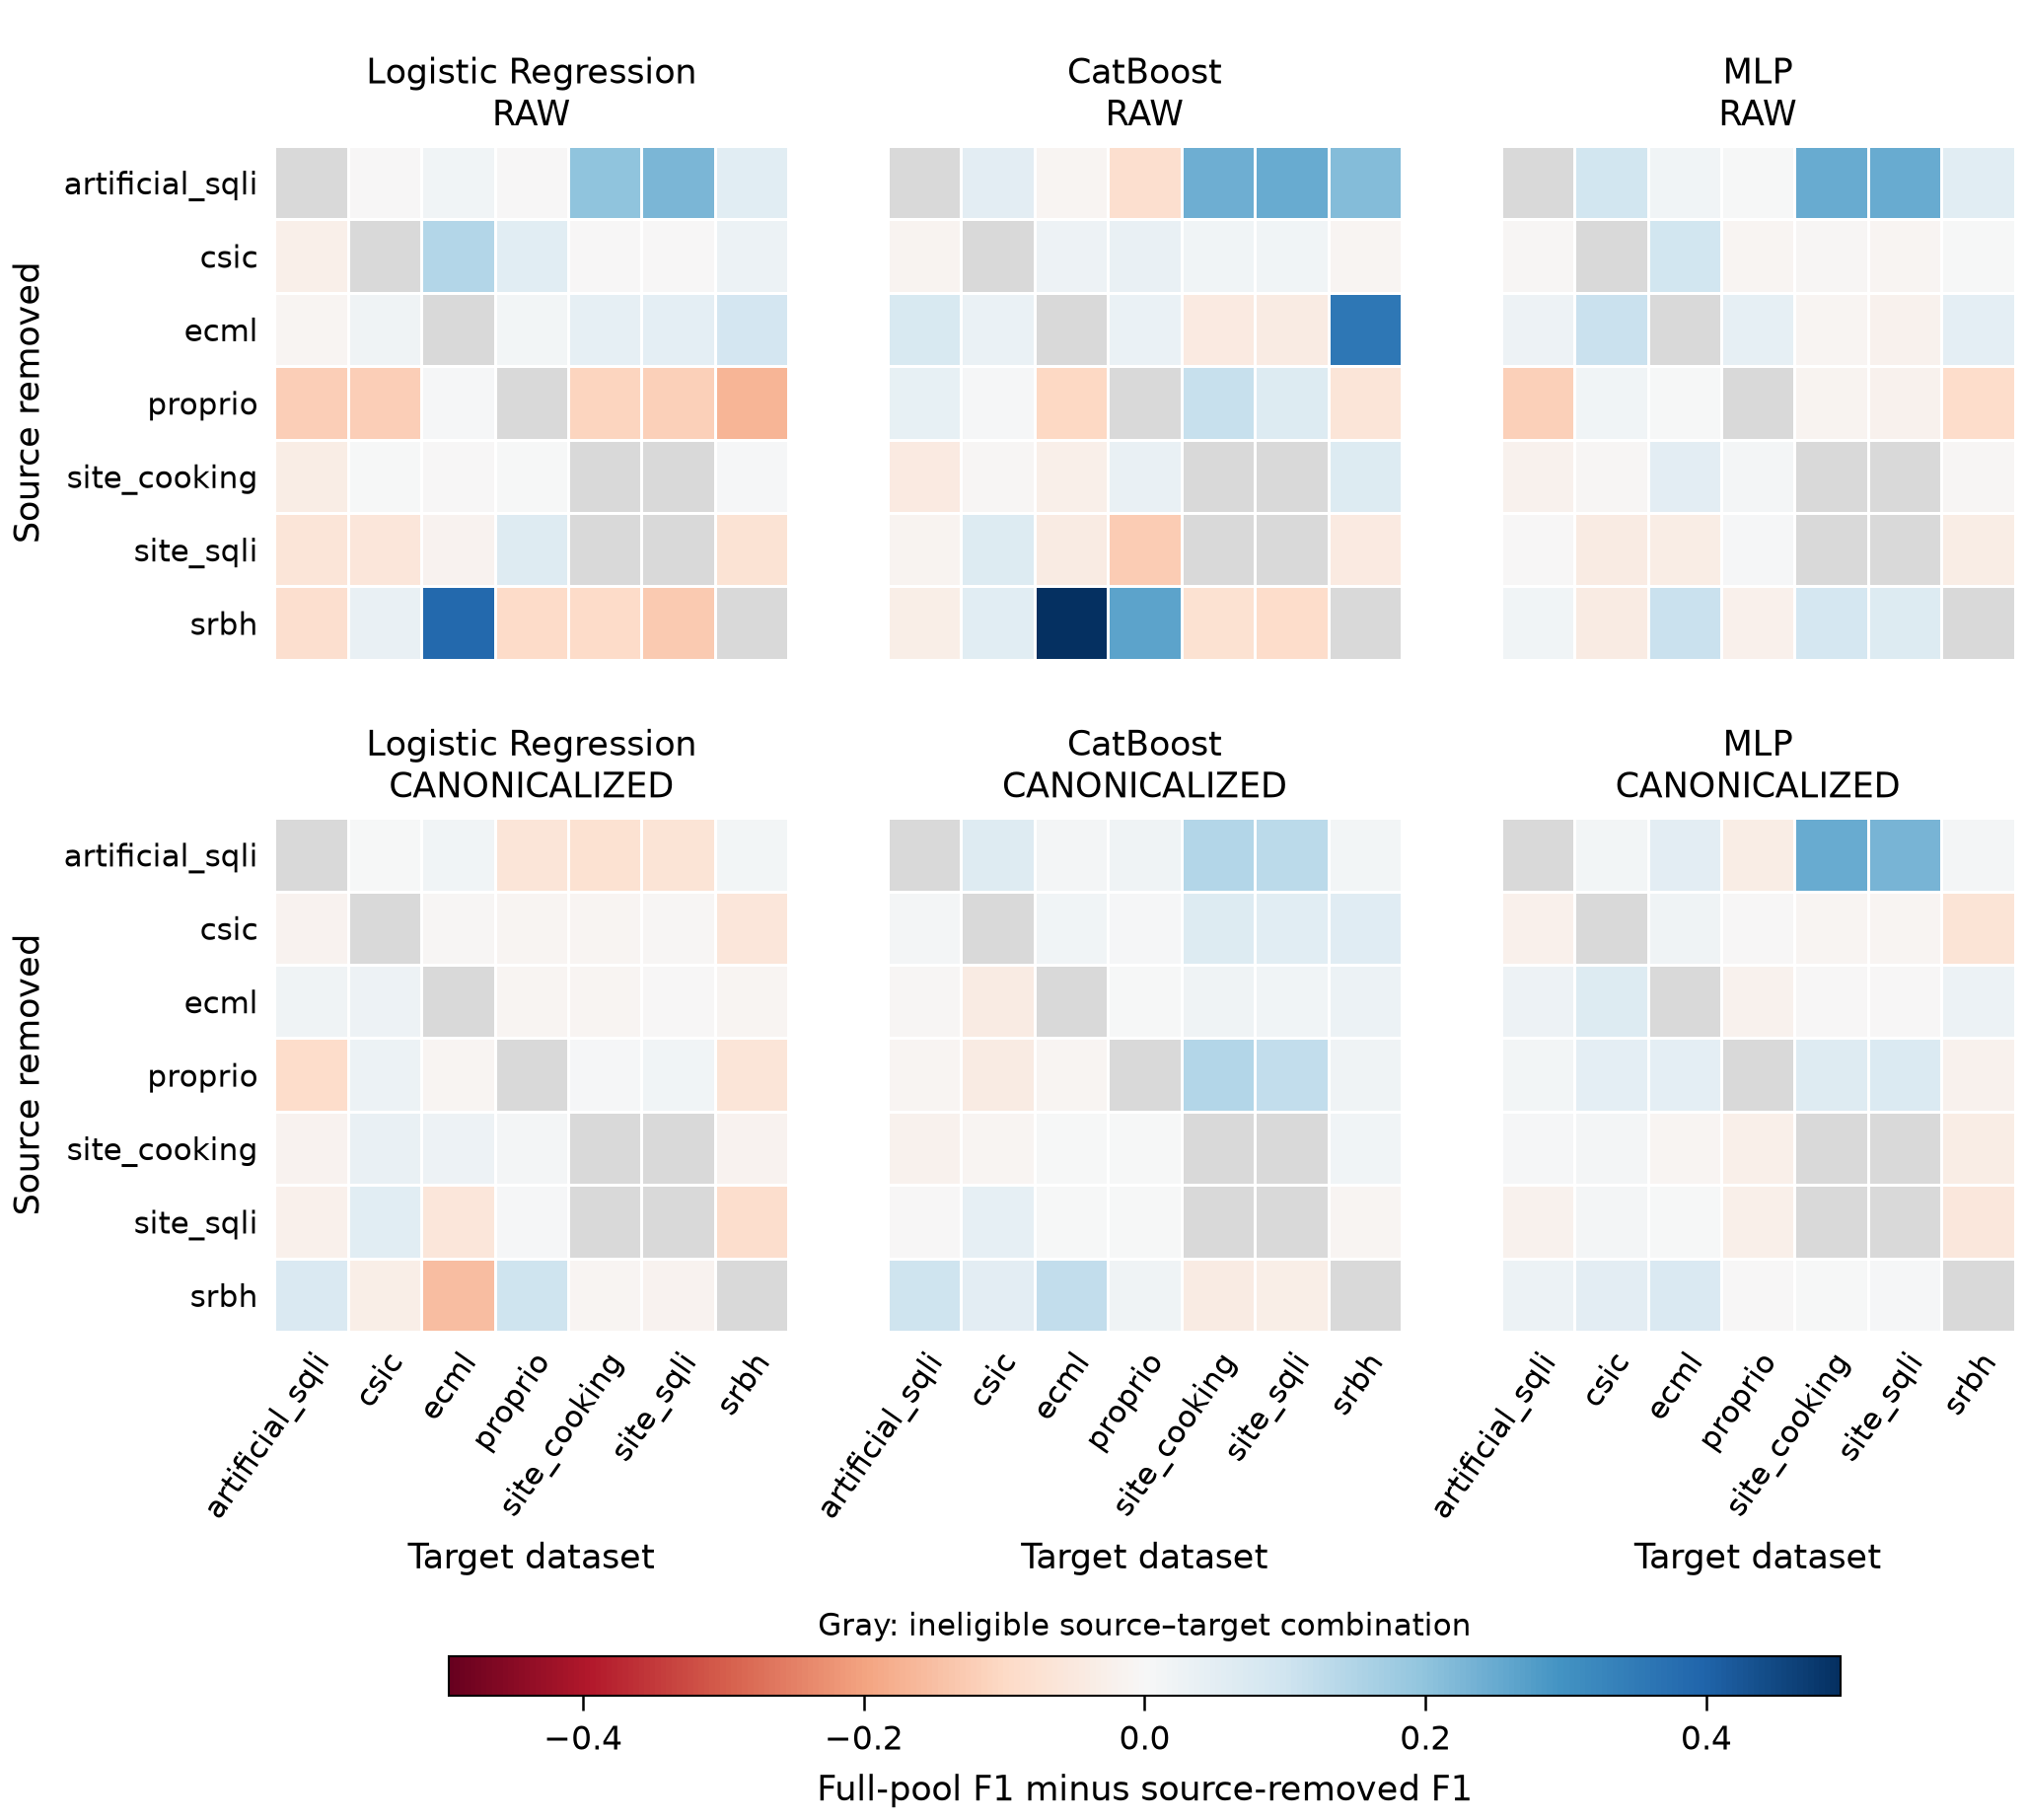 Logistic Regression
RAW
CatBoost
RAW
MLP
RAW
Source removed
artificial_sqli
csic
ecml
proprio
site_cooking
site_sqli
srbh
Logistic Regression
CANONICALIZED
CatBoost
CANONICALIZED
MLP
CANONICALIZED
Source removed
artificial_sqli
csic
ecml
proprio
site_cooking
site_sqli
srbh
artificial_sqli
csic
ecml
proprio
site_cooking
site_sqli
srbh
artificial_sqli
csic
ecml
proprio
site_cooking
site_sqli
srbh
artificial_sqli
csic
ecml
proprio
site_cooking
site_sqli
srbh
Target dataset
Target dataset
Target dataset
Gray: ineligible source–target combination
−0.4
−0.2
0.0
0.2
0.4
Full-pool F1 minus source-removed F1